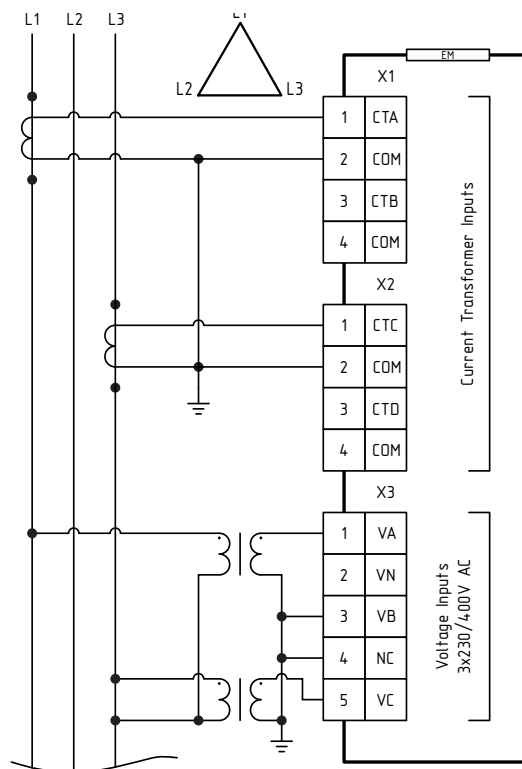 L1 L2 L3
L1
L2 L3
EM
X1
1 CTA
2 COM
3 CTB
4 COM
X2
1 CTC
2 COM
3 CTD
4 COM
Current Transformer Inputs
X3
1 VA
2 VN
3 VB
4 NC
5 VC
Voltage Inputs
3x230/400V AC